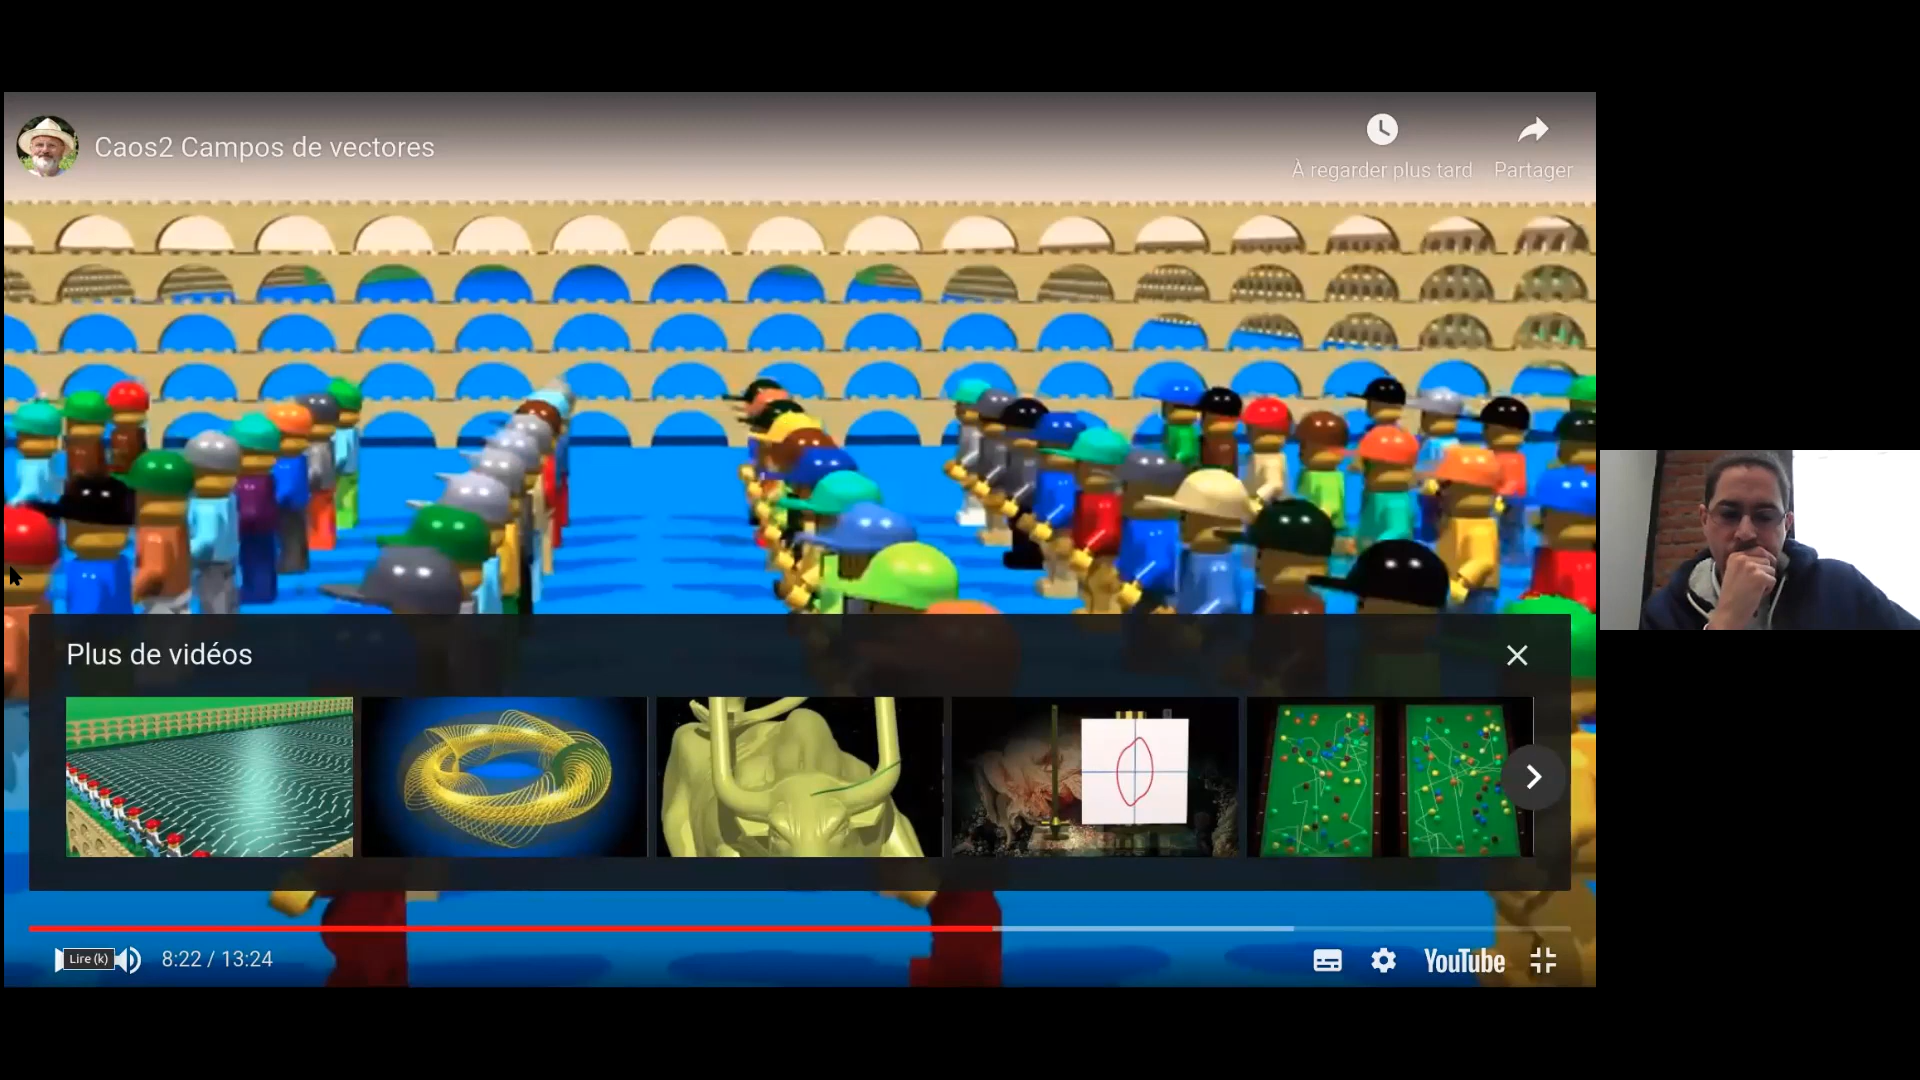 Caos2 Campos de vectores
À regarder plus tard
Partager
Plus de vidéos
Lire (k)
8:22 / 13:24
YouTube